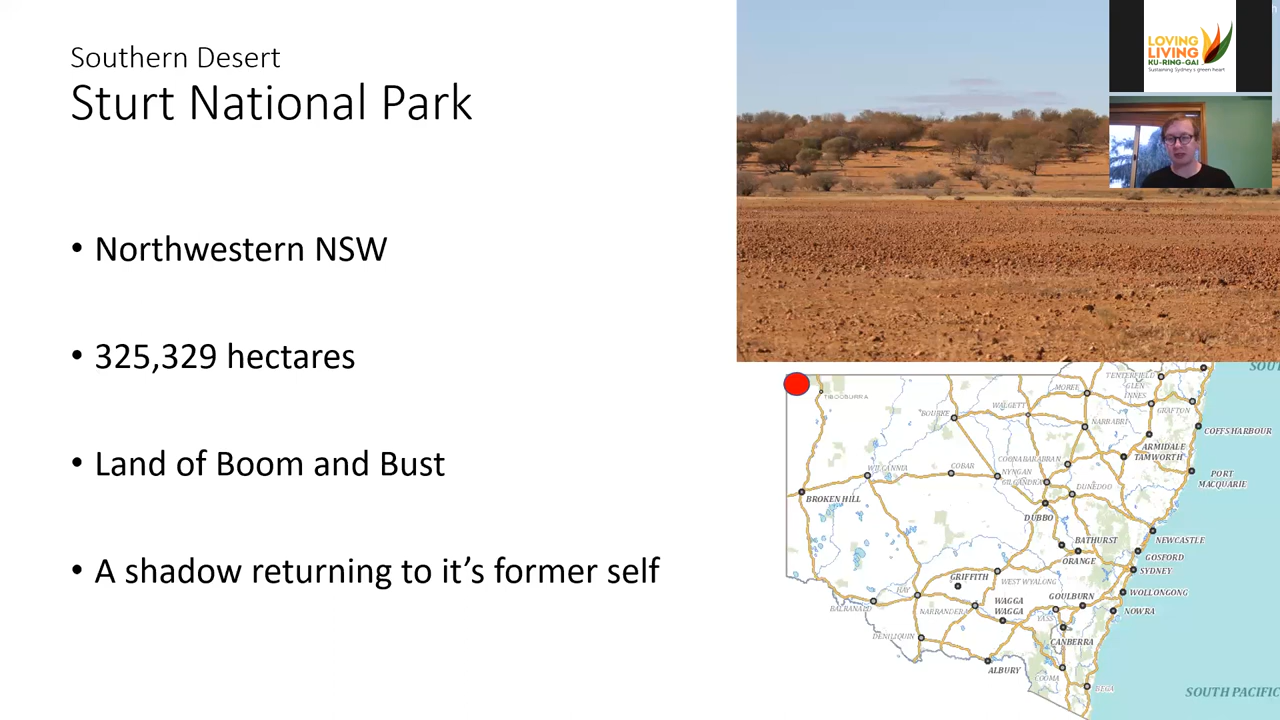 Southern Desert
Sturt National Park
• Northwestern NSW
• 325,329 hectares
• Land of Boom and Bust
• A shadow returning to it’s former self
LOVING
LIVING
KU-RING-GAI
Sustaining Sydney's green heart
TIBOOBURRA
BOURKE
WALGETT
MOREE
TENTERFIELD
GLEN
INNES
GRAFTON
NARRABRI
COFFS HARBOUR
ARMIDALE
TAMWORTH
COONABARABRAN
WILCANNIA
COBAR
NYNGAN
GILGANDRA
DUNEDOO
PORT
MACQUARIE
BROKEN HILL
DUBBO
NEWCASTLE
BATHURST
GOSFORD
ORANGE
SYDNEY
GRIFFITH
WEST WYALONG
HAY
WOLLONGONG
BALRANALD
NARRANDERA
WAGGA
WAGGA
GOULBURN
YASS
NOWRA
DENILIQUIN
CANBERRA
ALBURY
COOMA
BEGA
SOUTH PACIFIC